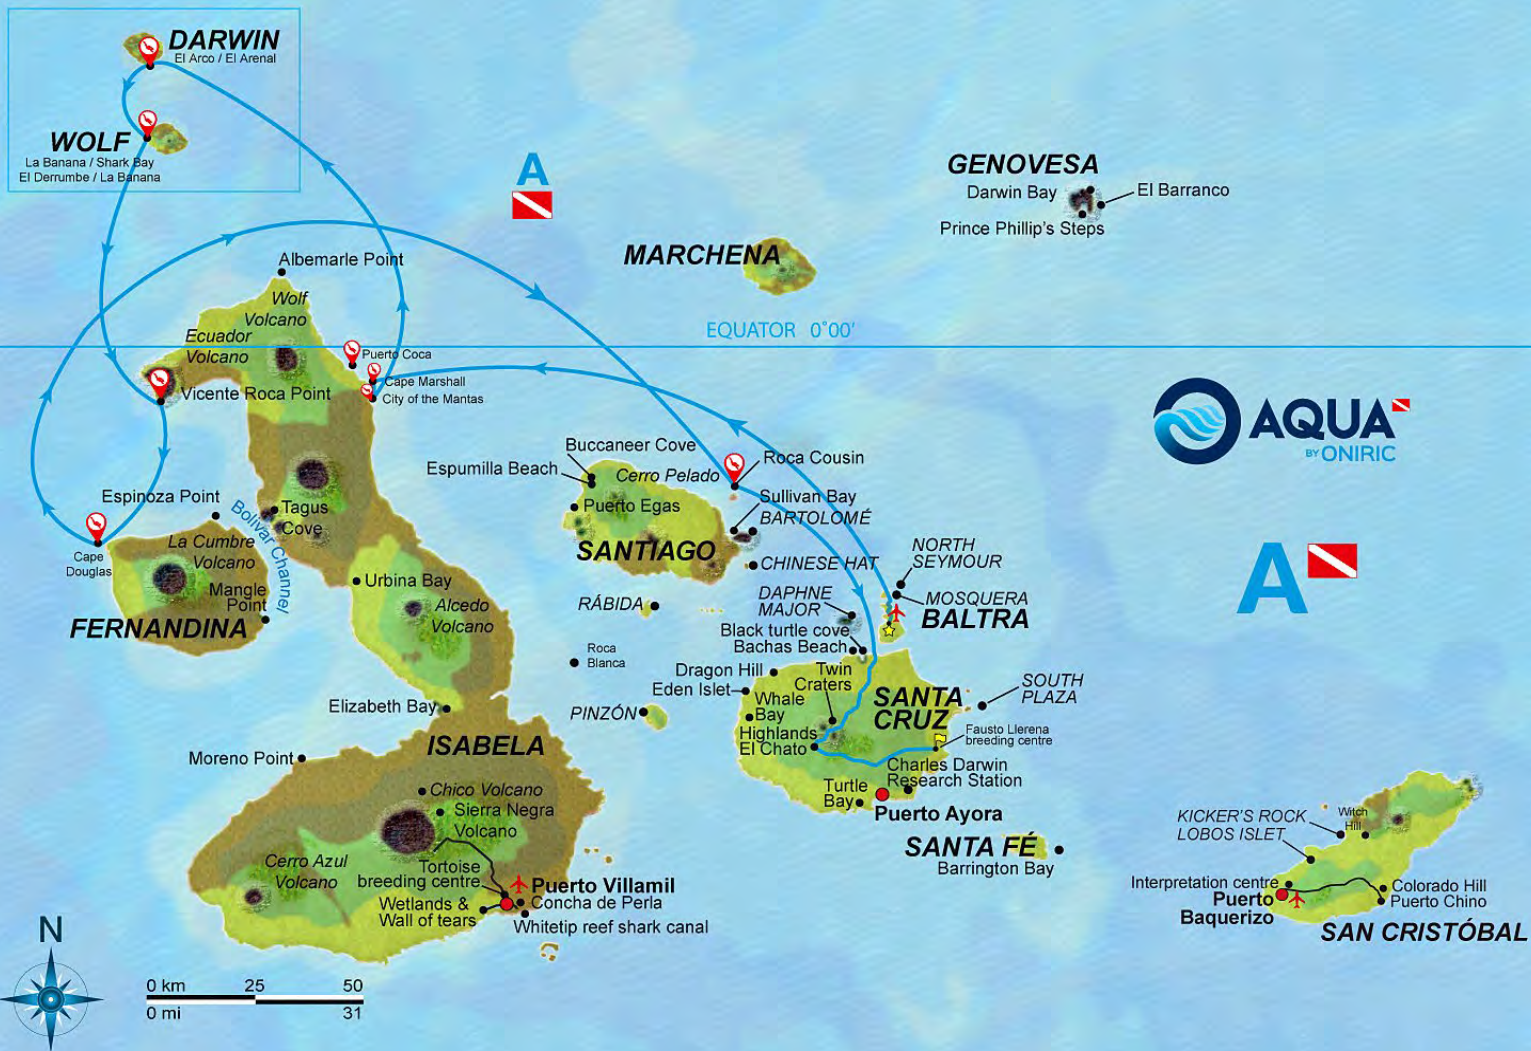 DARWIN
El Arco / El Arenal
WOLF
La Banana / Shark Bay
El Derrumbe / La Banana
A
GENOVESA
Darwin Bay
El Barranco
Prince Phillip's Steps
MARCHENA
Albemarle Point
Wolf
Volcano
Ecuador
Volcano
EQUATOR 0°00'
Puerto Coca
Cape Marshall
City of the Mantas
Vicente Roca Point
AQUA
BY ONIRIC
Buccaneer Cove
Espumilla Beach
Cerro Pelado
Roca Cousin
Puerto Egas
Sullivan Bay
BARTOLOMÉ
SANTIAGO
CHINESE HAT
Espinoza Point
Bolivar Channel
Tagus
Cove
Cape
Douglas
La Cumbre
Volcano
Mangle
Point
FERNANDINA
Urbina Bay
Alcedo
Volcano
RÁBIDA
NORTH
SEYMOUR
DAPHNE
MAJOR
MOSQUERA
BALTRA
A
Black turtle cove
Bachas Beach
Roca
Blanca
Dragon Hill
Eden Islet
Twin
Craters
Whale
Bay
SANTA
CRUZ
SOUTH
PLAZA
PINZÓN
Elizabeth Bay
ISABELA
Highlands
El Chato
Fausto Llerena
breeding centre
Moreno Point
Charles Darwin
Research Station
Turtle
Bay
Puerto Ayora
Chico Volcano
Sierra Negra
Volcano
SANTA FÉ
Barrington Bay
KICKER'S ROCK
LOBOS ISLET
Witch
Hill
Cerro Azul
Volcano
Tortoise
breeding centre
Puerto Villamil
Concha de Perla
Wetlands &
Wall of tears
Whitetip reef shark canal
Interpretation centre
Puerto
Baquerizo
Colorado Hill
Puerto Chino
SAN CRISTÓBAL
N
0 km 25 50
0 mi 31